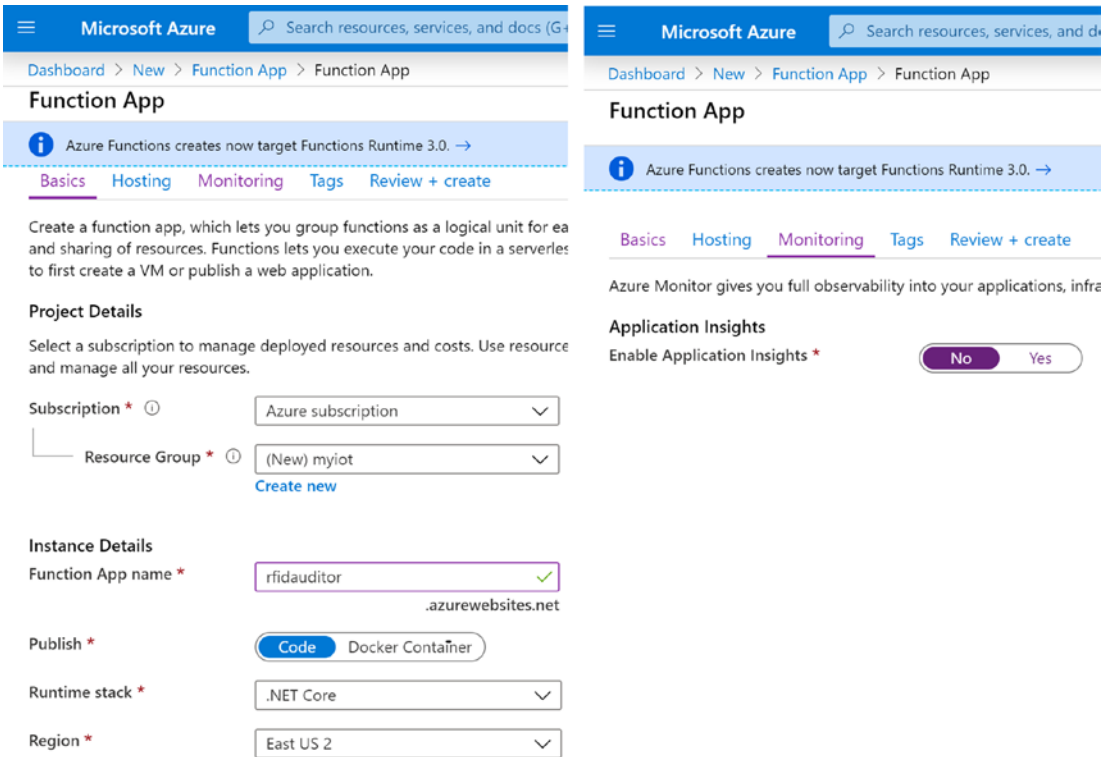 Microsoft Azure
Search resources, services, and docs (G+
Dashboard > New > Function App > Function App
Function App
Azure Functions creates now target Functions Runtime 3.0. →
Basics Hosting Monitoring Tags Review + create
Create a function app, which lets you group functions as a logical unit for ea
and sharing of resources. Functions lets you execute your code in a serverles
to first create a VM or publish a web application.
Project Details
Select a subscription to manage deployed resources and costs. Use resource
and manage all your resources.
Subscription *
Azure subscription
Resource Group *
(New) myiot
Create new
Instance Details
Function App name *
rfidauditor
.azurewebsites.net
Publish *
Code Docker Container
Runtime stack *
.NET Core
Region *
East US 2
Microsoft Azure
Search resources, services, and d
Dashboard > New > Function App > Function App
Function App
Azure Functions creates now target Functions Runtime 3.0. →
Basics Hosting Monitoring Tags Review + create
Azure Monitor gives you full observability into your applications, infra
Application Insights
Enable Application Insights *
No Yes